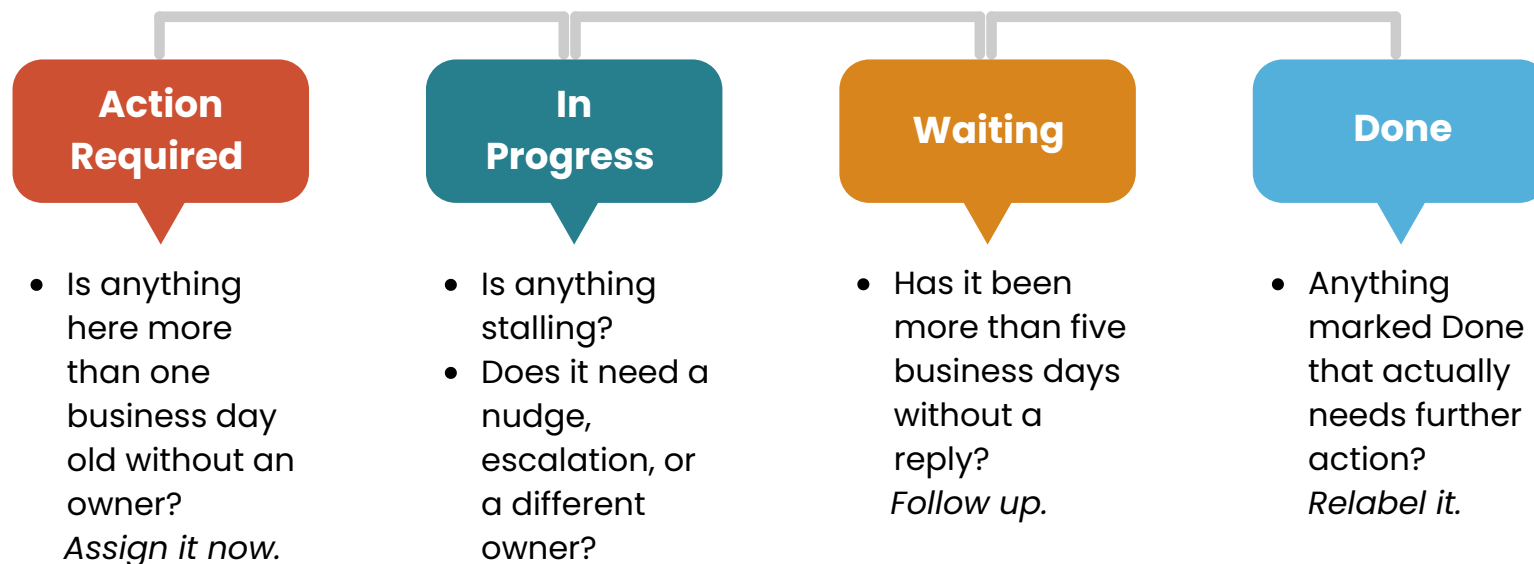 Action
Required
In
Progress
Waiting
Done
• Is anything
here more
than one
business day
old without an
owner?
Assign it now.
• Is anything
stalling?
• Does it need a
nudge,
escalation, or
a different
owner?
• Has it been
more than five
business days
without a
reply?
Follow up.
• Anything
marked Done
that actually
needs further
action?
Relabel it.